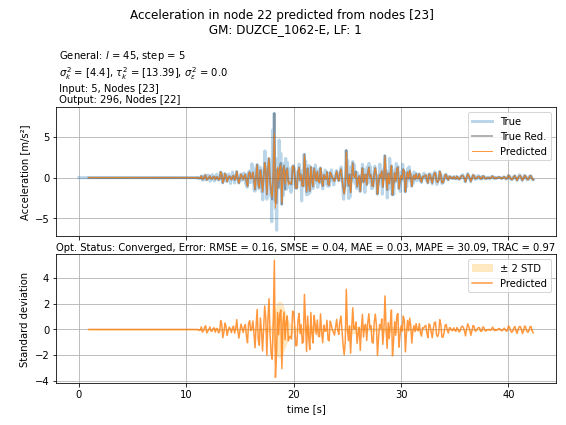 Acceleration in node 22 predicted from nodes [23]
GM: DUZCE_1062-E, LF: 1
General: l = 45, step = 5
σ²ₖ = [4.4], τ²ₖ = [13.39], σ²ε = 0.0
Input: 5, Nodes [23]
Output: 296, Nodes [22]
Acceleration [m/s²]
5
0
−5
True
True Red.
Predicted
Opt. Status: Converged, Error: RMSE = 0.16, SMSE = 0.04, MAE = 0.03, MAPE = 30.09, TRAC = 0.97
Standard deviation
4
2
0
−2
−4
± 2 STD
Predicted
0 10 20 30 40
time [s]